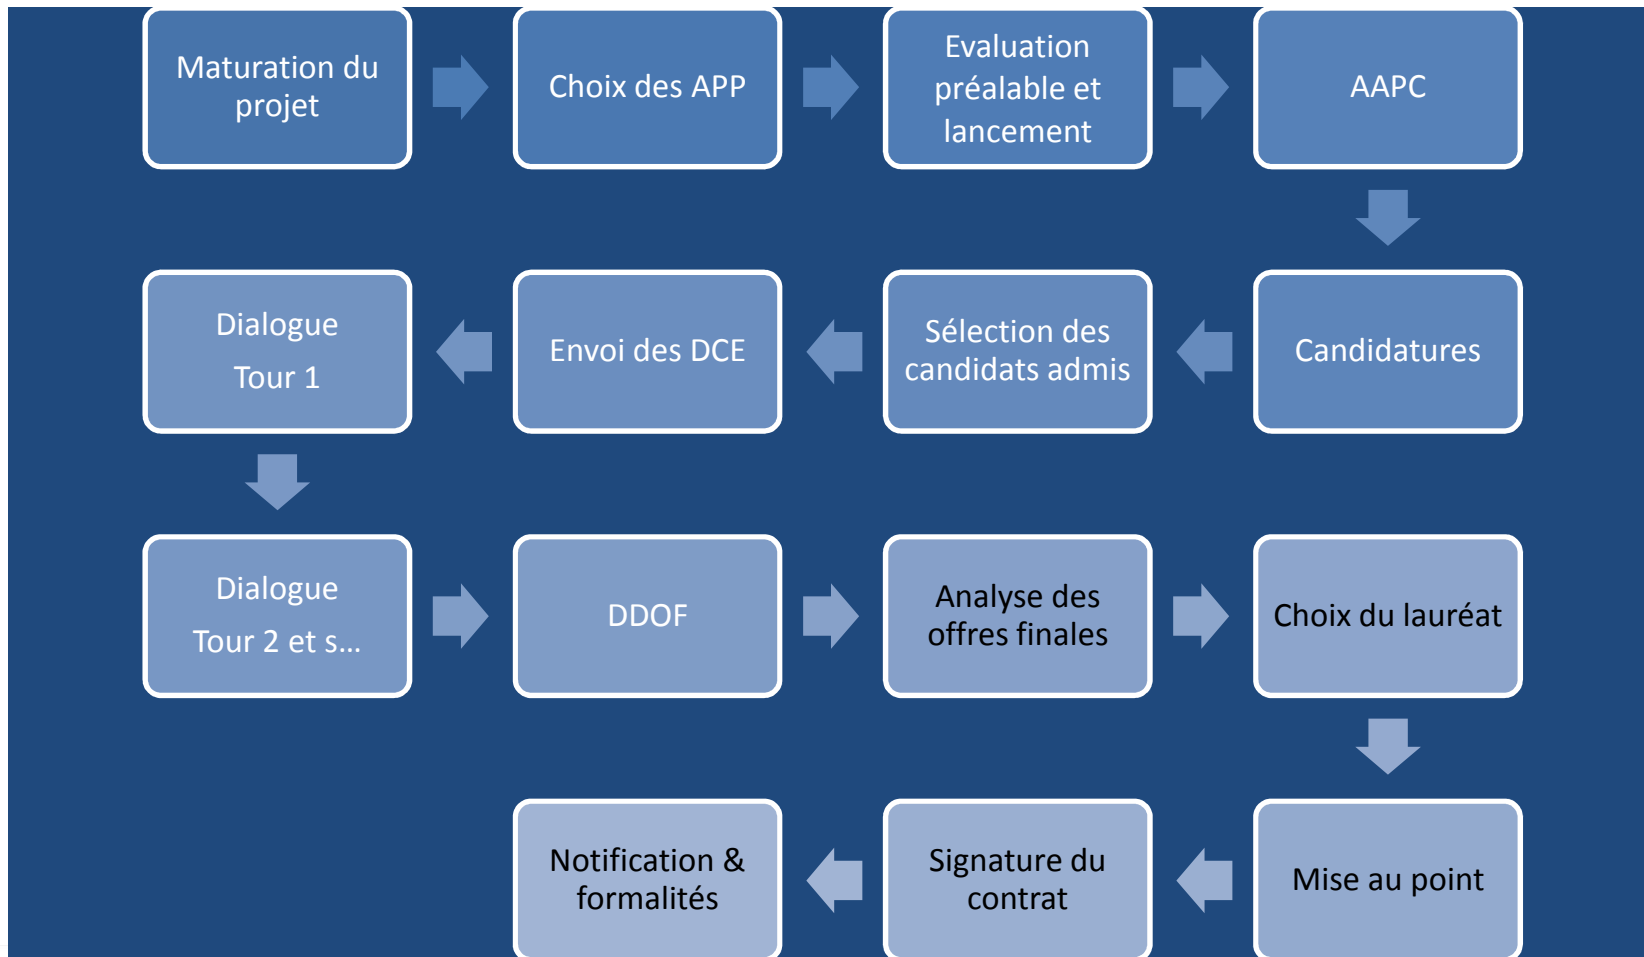 Maturation du
projet
Choix des APP
Evaluation
préalable et
lancement
AAPC
Candidatures
Sélection des
candidats admis
Envoi des DCE
Dialogue
Tour 1
Dialogue
Tour 2 et s…
DDOF
Analyse des
offres finales
Choix du lauréat
Mise au point
Signature du
contrat
Notification &
formalités